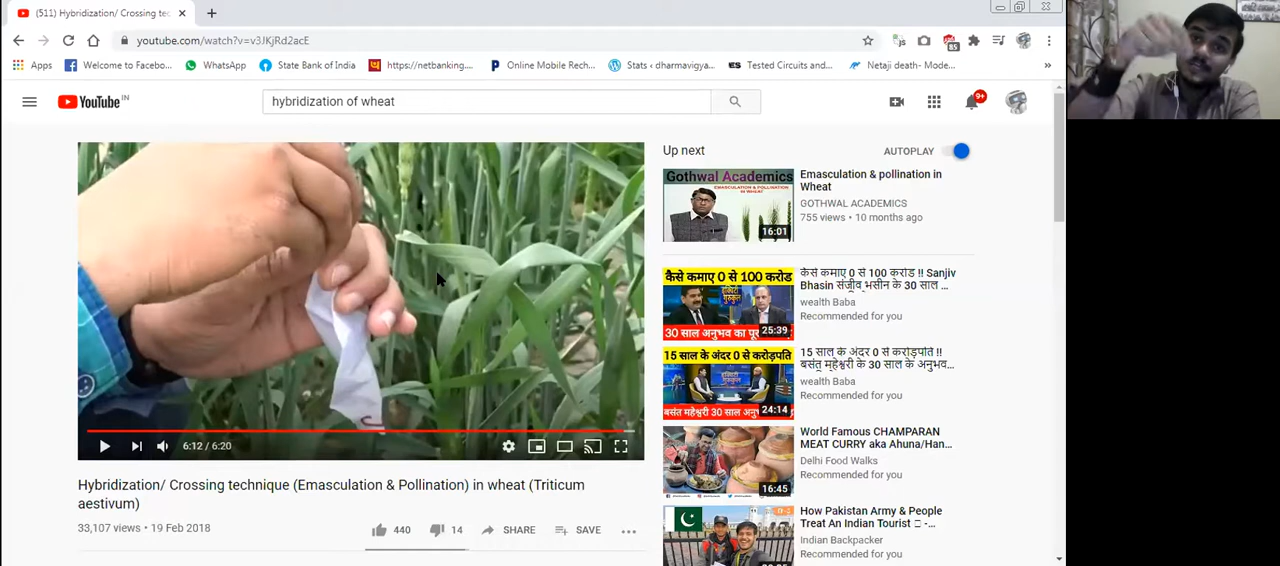 (511) Hybridization/ Crossing tec
youtube.com/watch?v=v3JKjRd2acE
Apps
Welcome to Facebo...
WhatsApp
State Bank of India
https://netbanking....
Online Mobile Rech...
Stats ‹ dharmavigya...
ES Tested Circuits and...
Netaji death- Mode...
»
85
YouTube IN
hybridization of wheat
9+
Up next
AUTOPLAY
Gothwal Academics
EMASCULATION & POLLINATION
IN WHEAT
16:01
Emasculation & pollination in
Wheat
GOTHWAL ACADEMICS
755 views • 10 months ago
कैसे कमाए 0 से 100 करोड
25:39
कैसे कमाए 0 से 100 करोड !! Sanjiv
Bhasin संजीव भसीन के 30 साल ...
wealth Baba
Recommended for you
15 साल के अंदर 0 से करोड़पति
24:14
15 साल के अंदर 0 से करोड़पति !!
बसंत महेश्वरी के 30 साल के अनुभव...
wealth Baba
Recommended for you
16:45
World Famous CHAMPARAN
MEAT CURRY aka Ahuna/Han...
Delhi Food Walks
Recommended for you
How Pakistan Army & People
Treat An Indian Tourist -...
Indian Backpacker
Recommended for you
6:12 / 6:20
Hybridization/ Crossing technique (Emasculation & Pollination) in wheat (Triticum
aestivum)
33,107 views • 19 Feb 2018
440
14
SHARE
SAVE